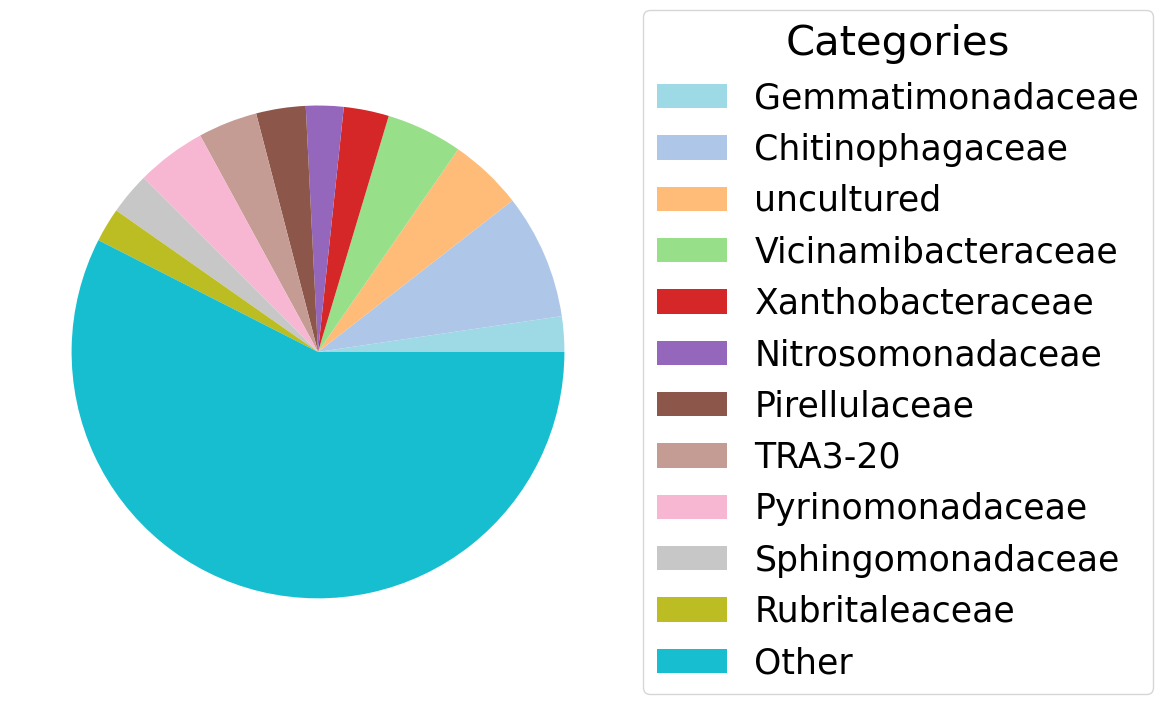 Categories
Gemmatimonadaceae
Chitinophagaceae
uncultured
Vicinamibacteraceae
Xanthobacteraceae
Nitrosomonadaceae
Pirellulaceae
TRA3-20
Pyrinomonadaceae
Sphingomonadaceae
Rubritaleaceae
Other